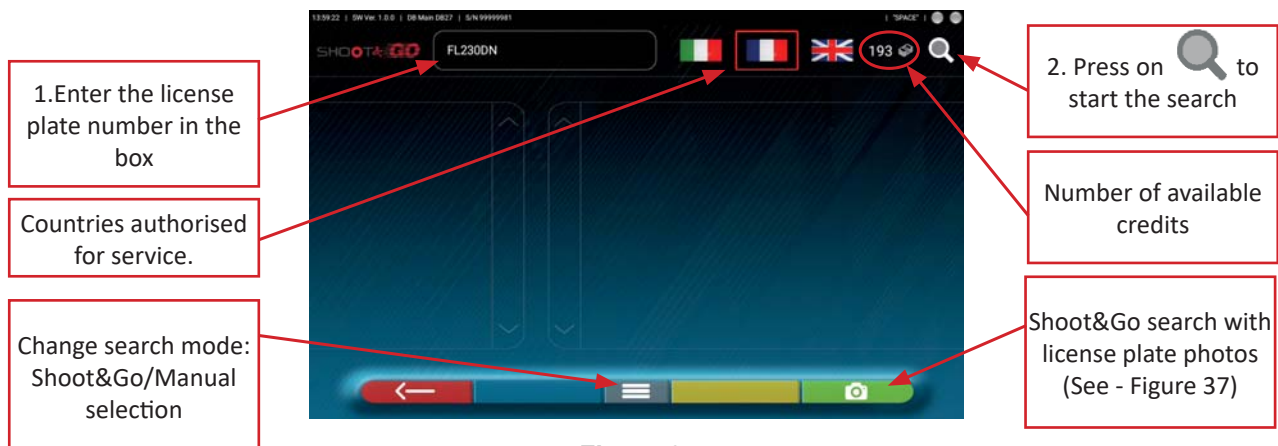 13:59:22 | SW Ver. 1.0.0 | DB Main DB27 | S/N 99999981
| "SPACE" |
SHOOT& GO
FL230DN
193
1.Enter the license
plate number in the
box
Countries authorised
for service.
Change search mode:
Shoot&Go/Manual
selection
2. Press on to
start the search
Number of available
credits
Shoot&Go search with
license plate photos
(See - Figure 37)